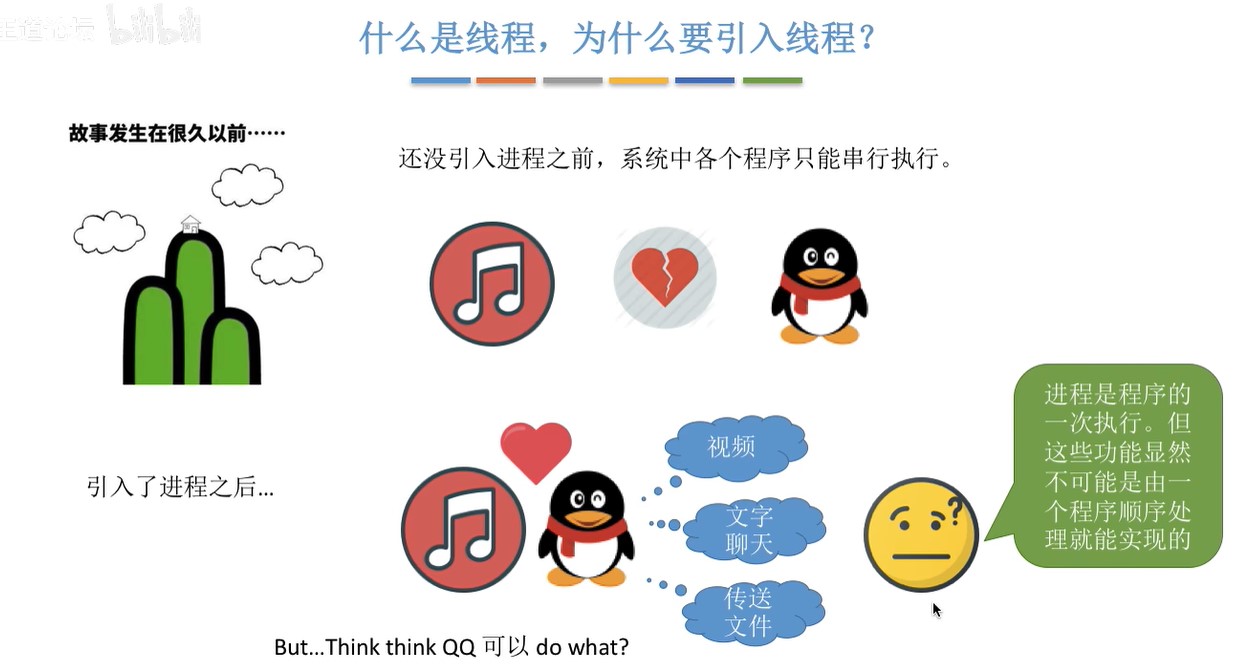 bilibili
什么是线程，为什么要引入线程？
故事发生在很久以前……
还没引入进程之前，系统中各个程序只能串行执行。
引入了进程之后…
视频
文字
聊天
传送
文件
?
进程是程序的
一次执行。但
这些功能显然
不可能是由一
个程序顺序处
理就能实现的
But…Think think QQ 可以 do what?